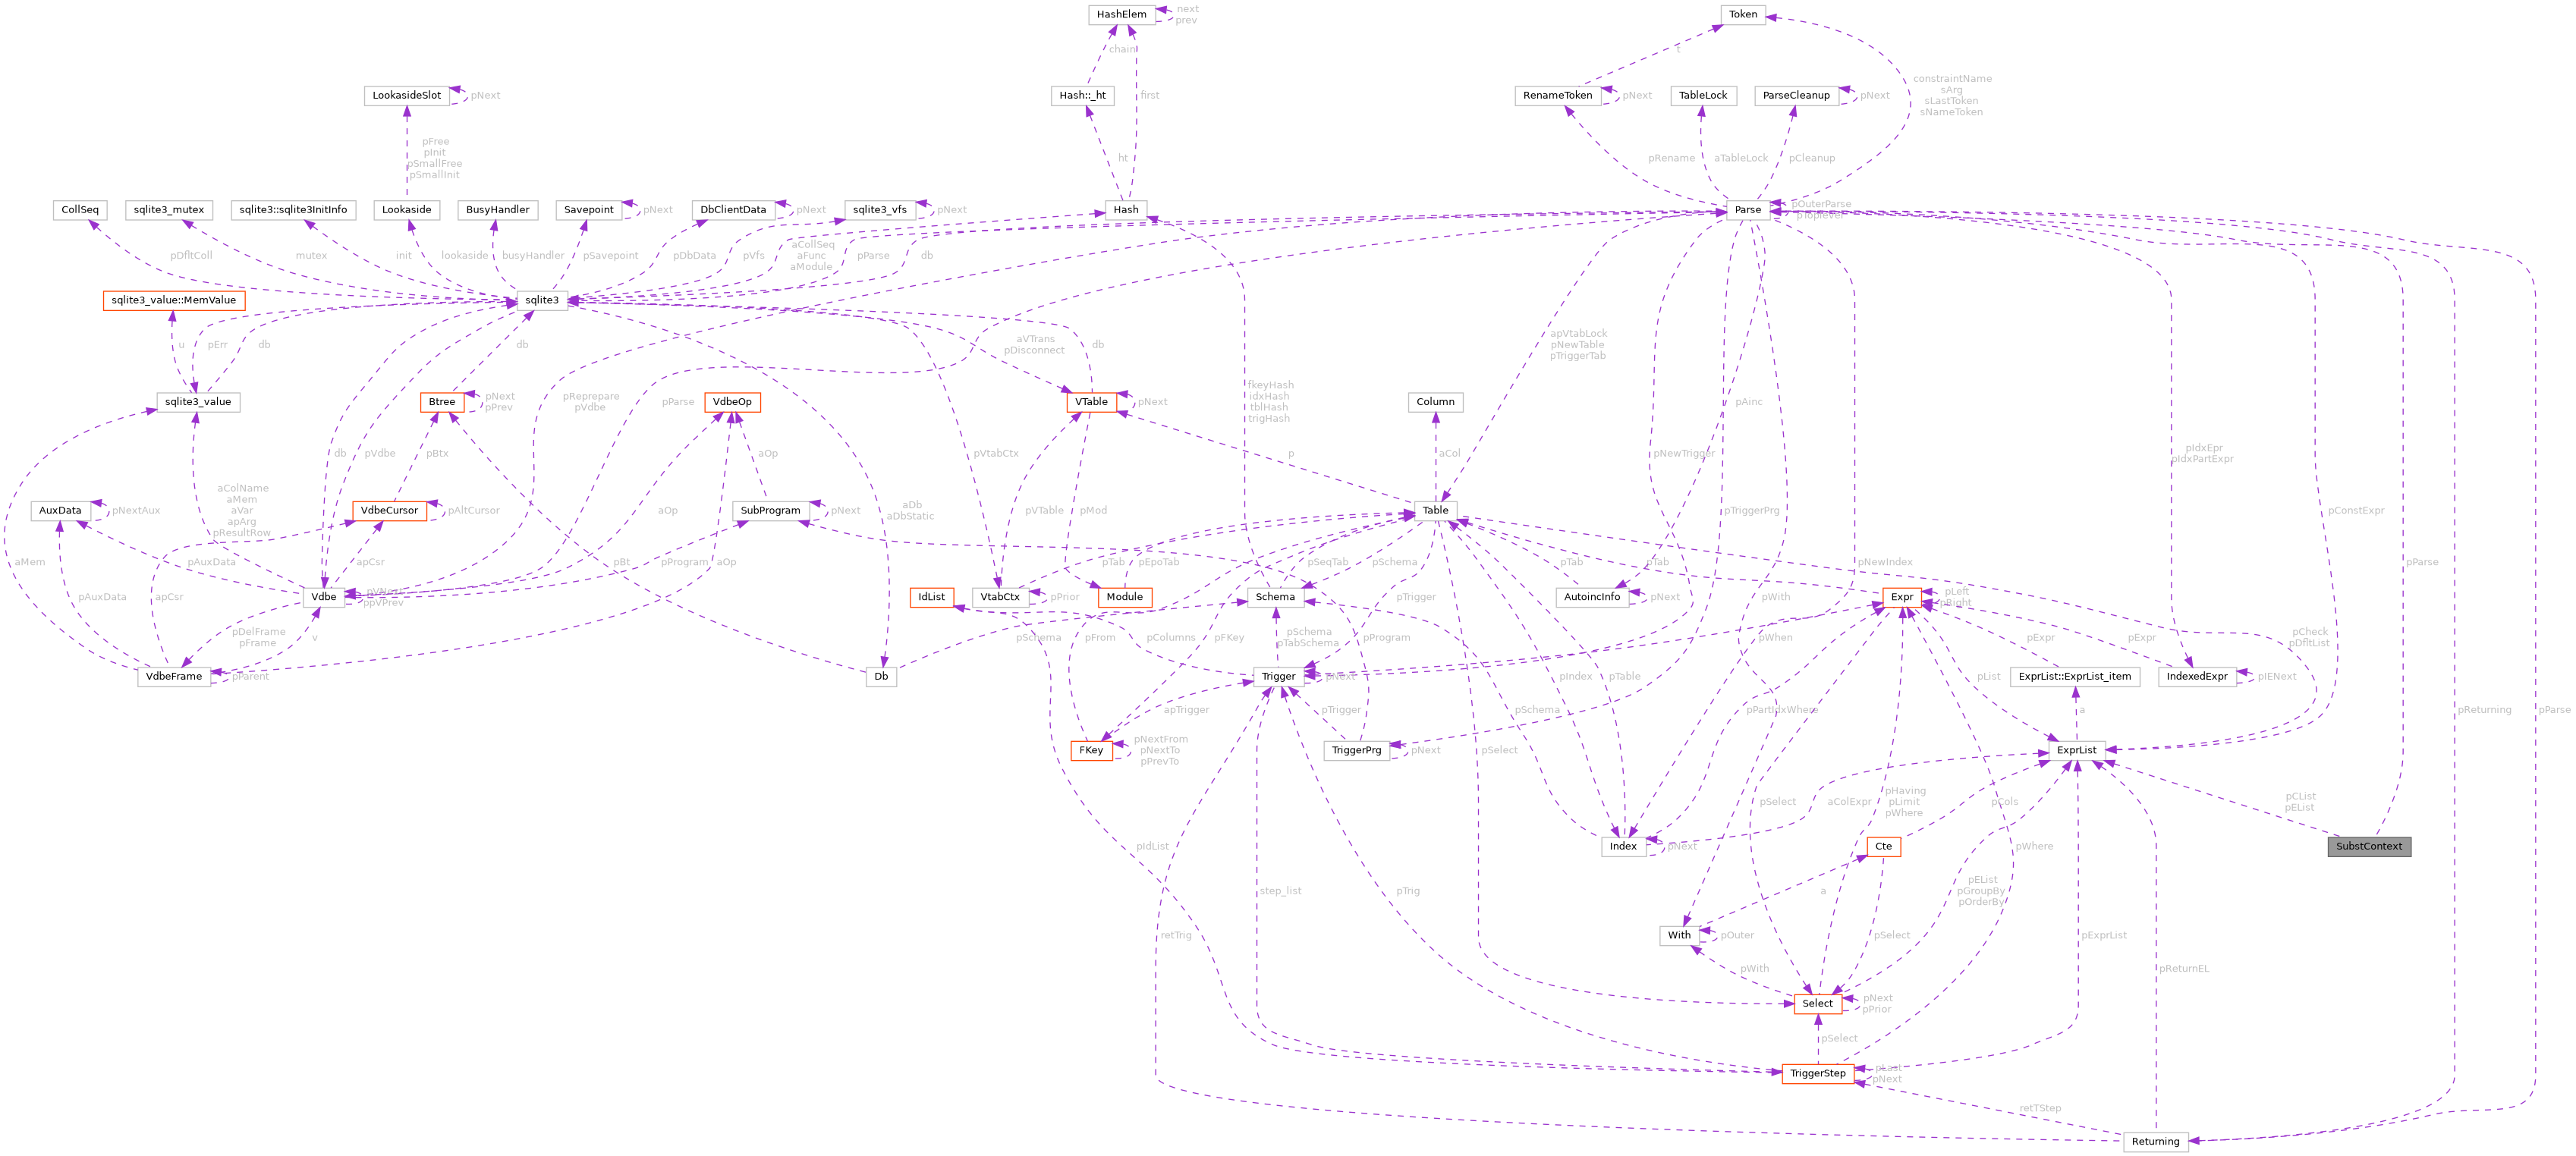 HashElem
next
prev
Token
chain
t
LookasideSlot
pNext
Hash::_ht
first
RenameToken
pNext
TableLock
ParseCleanup
pNext
constraintName
sArg
sLastToken
sNameToken
pFree
pInit
pSmallFree
pSmallInit
ht
pRename
aTableLock
pCleanup
CollSeq
sqlite3_mutex
sqlite3::sqlite3InitInfo
Lookaside
BusyHandler
Savepoint
pNext
DbClientData
pNext
sqlite3_vfs
pNext
Hash
Parse
pOuterParse
pToplevel
pDfltColl
mutex
init
lookaside
busyHandler
pSavepoint
pDbData
pVfs
aCollSeq
aFunc
aModule
pParse
db
sqlite3_value::MemValue
sqlite3
u
pErr
db
db
aVTrans
pDisconnect
db
apVtabLock
pNewTable
pTriggerTab
fkeyHash
idxHash
tblHash
trigHash
sqlite3_value
Btree
pNext
pPrev
pReprepare
pVdbe
pParse
VdbeOp
VTable
pNext
Column
pAinc
db
pVdbe
pBtx
aOp
pVtabCtx
p
aCol
pNewTrigger
pIdxEpr
pIdxPartExpr
aColName
aMem
aVar
apArg
pResultRow
AuxData
pNextAux
VdbeCursor
pAltCursor
aOp
SubProgram
pNext
aDb
aDbStatic
pVTable
pMod
Table
pTriggerPrg
pConstExpr
aMem
pAuxData
apCsr
pProgram
pBt
aOp
pTab
pEpoTab
pSeqTab
pSchema
pTab
pTab
pNewIndex
pParse
pAuxData
apCsr
Vdbe
pVNext
ppVPrev
IdList
VtabCtx
pPrior
Module
Schema
pTrigger
AutoincInfo
pNext
pWith
Expr
pLeft
pRight
pDelFrame
pFrame
v
pSchema
pFrom
pColumns
pFKey
pSchema
pTabSchema
pProgram
pWhen
pExpr
pExpr
pCheck
pDfltList
VdbeFrame
pParent
Db
Trigger
pNext
pIndex
pTable
pList
ExprList::ExprList_item
IndexedExpr
pIENext
apTrigger
pTrigger
pSchema
pPartIdxWhere
a
pReturning
pParse
FKey
pNextFrom
pNextTo
pPrevTo
TriggerPrg
pNext
pSelect
ExprList
pSelect
aColExpr
pHaving
pLimit
pWhere
pCols
pCList
pEList
pIdList
Index
pNext
Cte
pWhere
SubstContext
step_list
pTrig
a
pEList
pGroupBy
pOrderBy
retTrig
With
pOuter
pSelect
pExprList
pWith
pReturnEL
Select
pNext
pPrior
pSelect
TriggerStep
pLast
pNext
retTStep
Returning